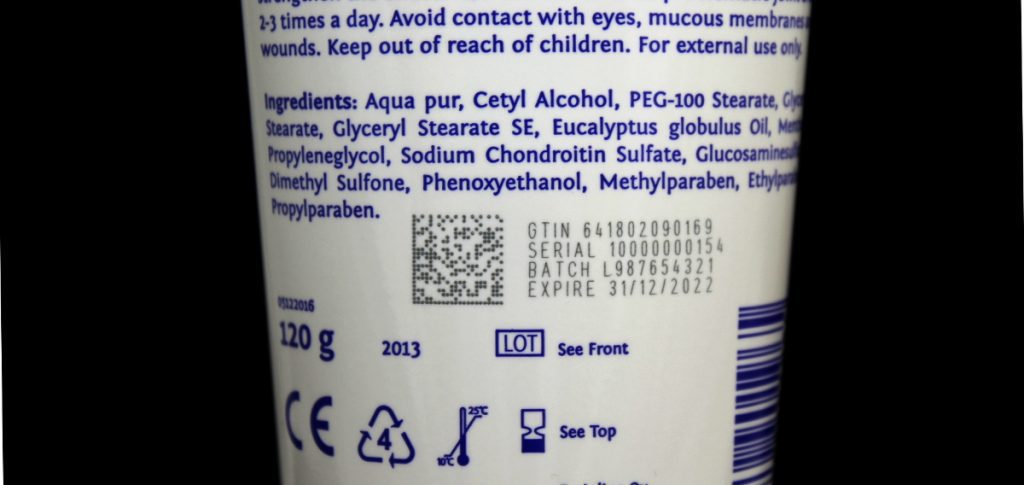 2-3 times a day. Avoid contact with eyes, mucous membranes
wounds. Keep out of reach of children. For external use only.
Ingredients: Aqua pur, Cetyl Alcohol, PEG-100 Stearate,
Stearate, Glyceryl Stearate SE, Eucalyptus globulus Oil,
Propyleneglycol, Sodium Chondroitin Sulfate,
Dimethyl Sulfone, Phenoxyethanol, Methylparaben,
Propylparaben.
GTIN 641802090169
SERIAL 10000000154
BATCH L987654321
EXPIRE 31/12/2022
05122016
120 g
2013
LOT
See Front
CE
4
25°C
10°C
See Top